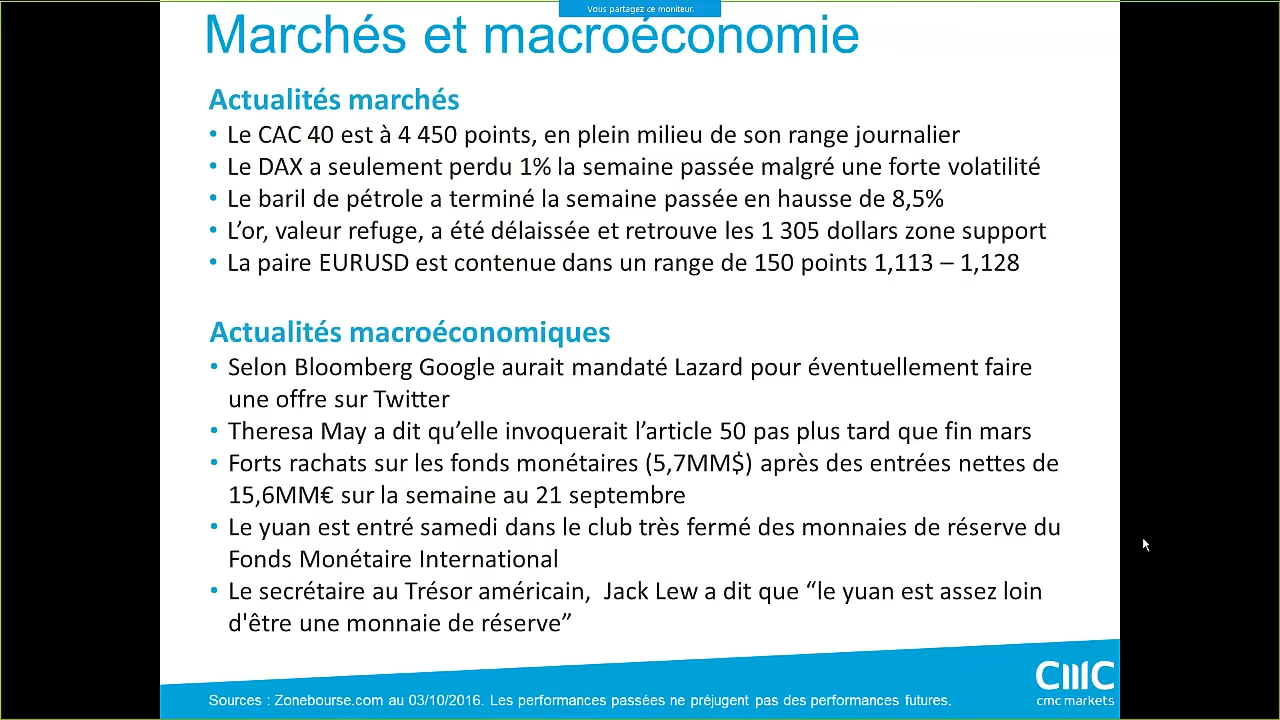 Vous partagez ce moniteur.
Marchés et macroéconomie
Actualités marchés
• Le CAC 40 est à 4 450 points, en plein milieu de son range journalier
• Le DAX a seulement perdu 1% la semaine passée malgré une forte volatilité
• Le baril de pétrole a terminé la semaine passée en hausse de 8,5%
• L’or, valeur refuge, a été délaissée et retrouve les 1 305 dollars zone support
• La paire EURUSD est contenue dans un range de 150 points 1,113 – 1,128
Actualités macroéconomiques
• Selon Bloomberg Google aurait mandaté Lazard pour éventuellement faire
une offre sur Twitter
• Theresa May a dit qu’elle invoquerait l’article 50 pas plus tard que fin mars
• Forts rachats sur les fonds monétaires (5,7MM$) après des entrées nettes de
15,6MM€ sur la semaine au 21 septembre
• Le yuan est entré samedi dans le club très fermé des monnaies de réserve du
Fonds Monétaire International
• Le secrétaire au Trésor américain,  Jack Lew a dit que “le yuan est assez loin
d'être une monnaie de réserve”
Sources : Zonebourse.com au 03/10/2016. Les performances passées ne préjugent pas des performances futures.
CMC
cmc markets